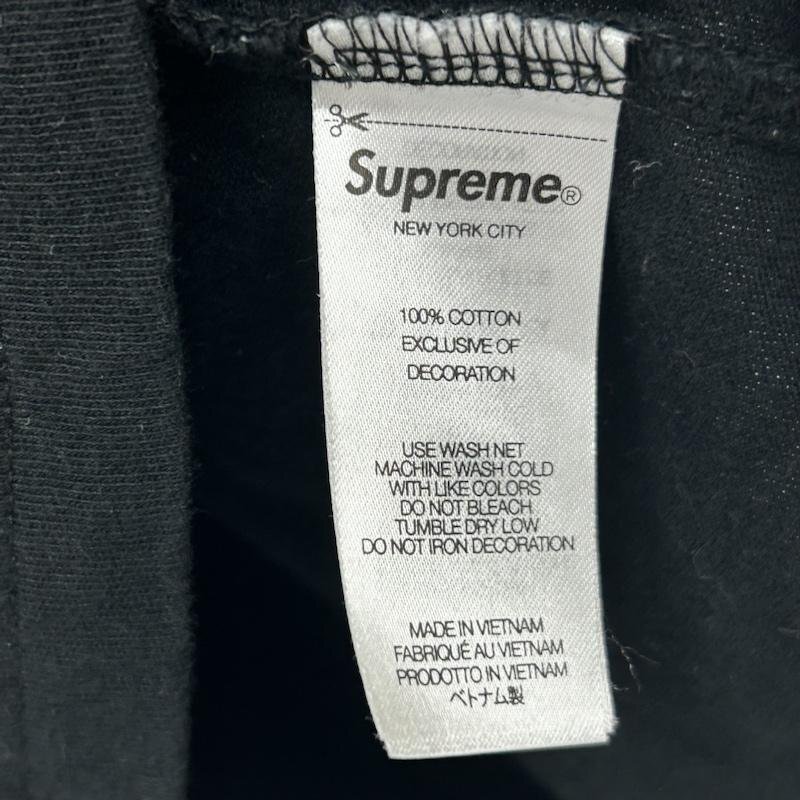 Supreme®
NEW YORK CITY
100% COTTON
EXCLUSIVE OF
DECORATION
USE WASH NET
MACHINE WASH COLD
WITH LIKE COLORS
DO NOT BLEACH
TUMBLE DRY LOW
DO NOT IRON DECORATION
MADE IN VIETNAM
FABRIQUÉ AU VIETNAM
PRODOTTO IN VIETNAM
ベトナム製